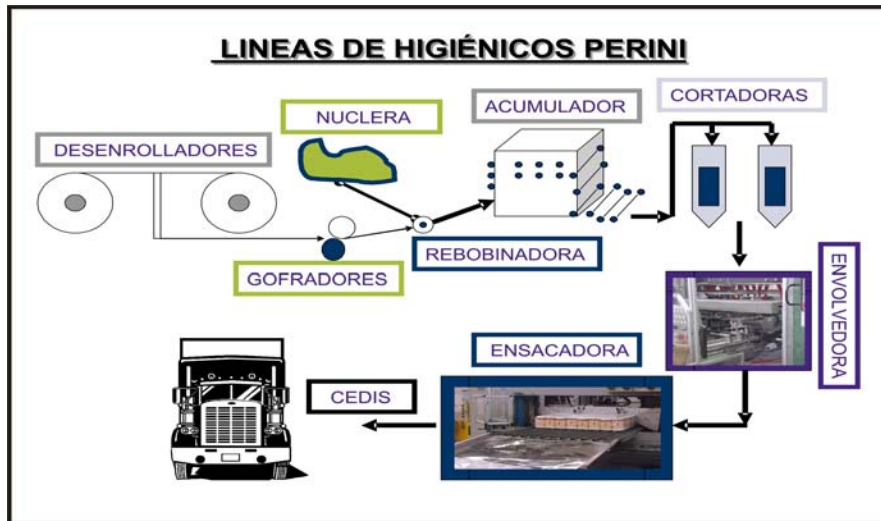 LINEAS DE HIGIÉNICOS PERINI
NUCLERA
ACUMULADOR
CORTADORAS
DESENROLLADORES
REBOBINADORA
GOFRADORES
ENVOLVEDORA
ENSACADORA
CEDIS